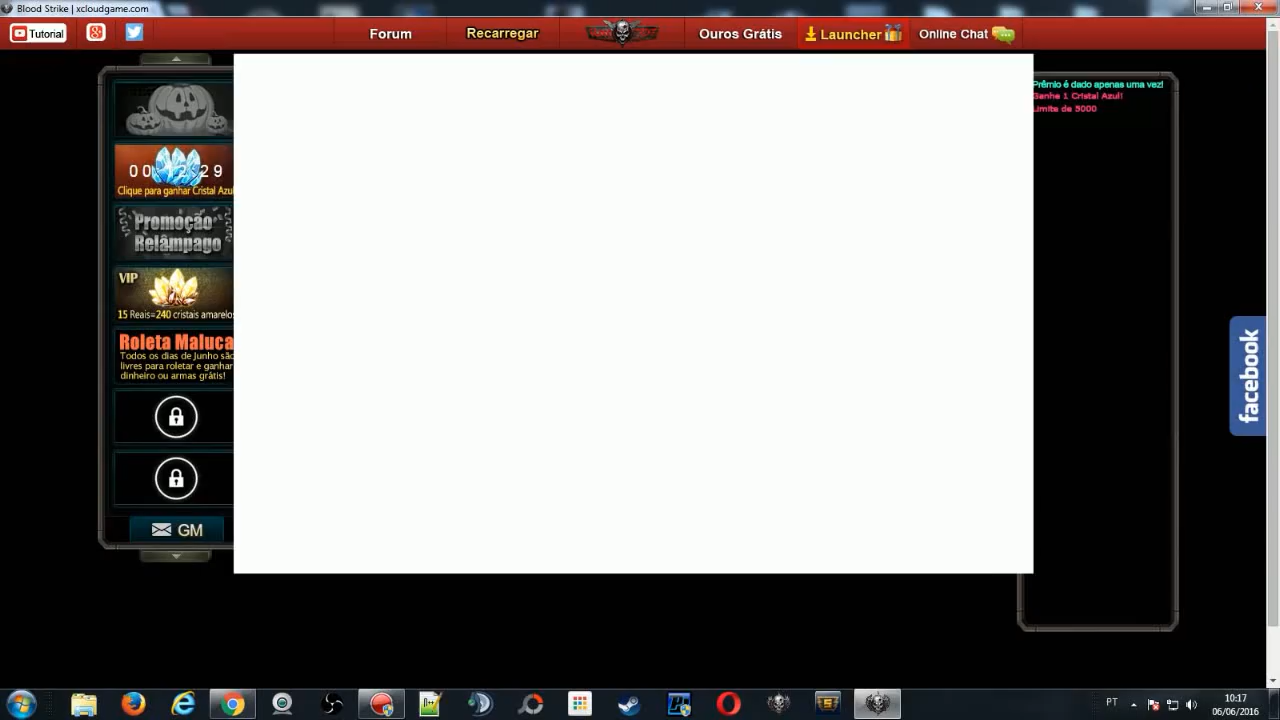 Blood Strike | xcloudgame.com
Tutorial
Forum
Recarregar
Ouros Grátis
Launcher
Online Chat
Clique para ganhar Cristal Azul
Promoção
Relâmpago
VIP
15 Reais=240 cristais amarelos
Roleta Maluca
Todos os dias de Junho são
livres para roletar e ganhar
dinheiro ou armas grátis!
GM
Prêmio é dado apenas uma vez!
Ganhe 1 Cristal Azul!
Limite de 5000
facebook
PT
10:17
06/06/2016